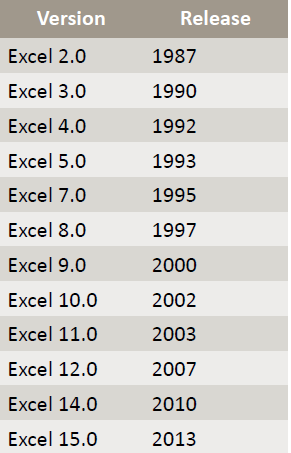 Version Release
Excel 2.0 1987
Excel 3.0 1990
Excel 4.0 1992
Excel 5.0 1993
Excel 7.0 1995
Excel 8.0 1997
Excel 9.0 2000
Excel 10.0 2002
Excel 11.0 2003
Excel 12.0 2007
Excel 14.0 2010
Excel 15.0 2013